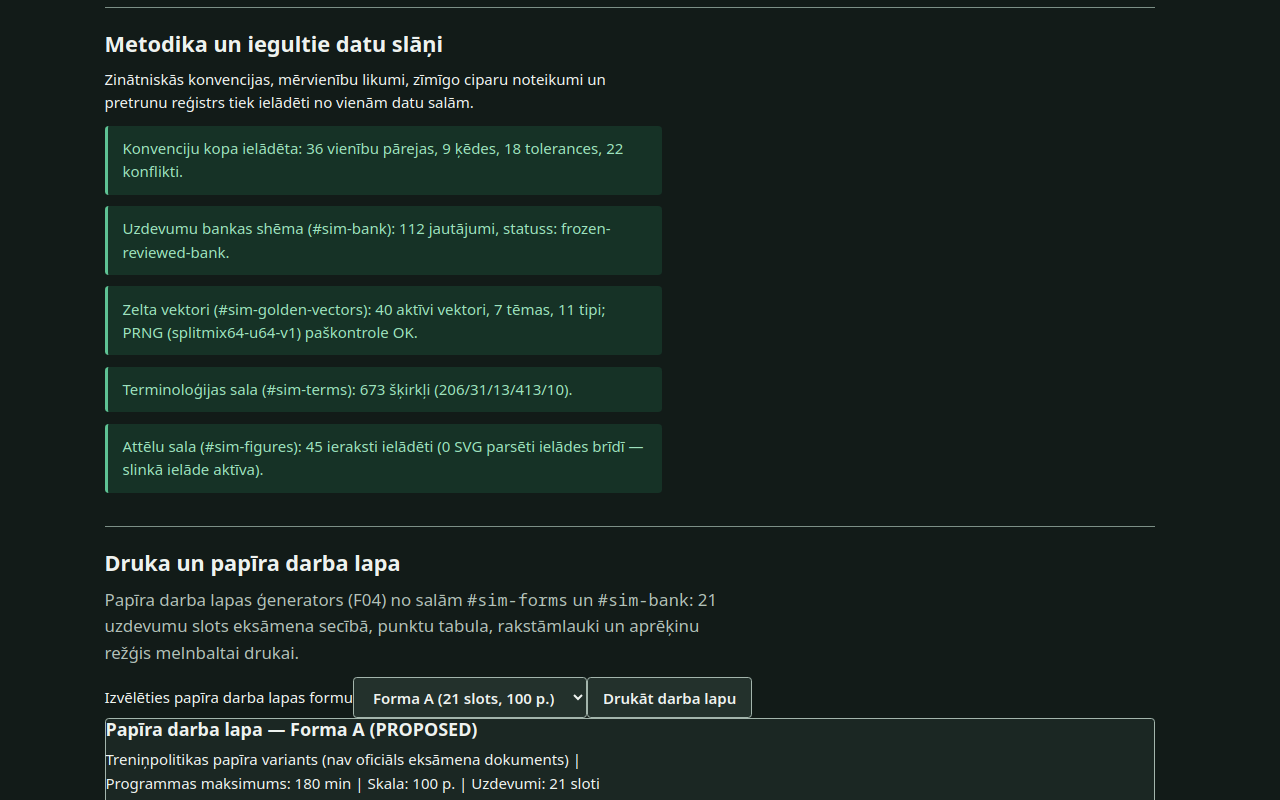 Metodika un iegultie datu slāņi
Zinātniskās konvencijas, mērvienību likumi, zīmīgo ciparu noteikumi un
pretrunu reģistrs tiek ielādēti no vienām datu salām.
Konvenciju kopa ielādēta: 36 vienību pārejas, 9 ķēdes, 18 tolerances, 22
konflikti.
Uzdevumu bankas shēma (#sim-bank): 112 jautājumi, statuss: frozen-
reviewed-bank.
Zelta vektori (#sim-golden-vectors): 40 aktīvi vektori, 7 tēmas, 11 tipi;
PRNG (splitmix64-u64-v1) paškontrole OK.
Terminoloģijas sala (#sim-terms): 673 šķirkļi (206/31/13/413/10).
Attēlu sala (#sim-figures): 45 ieraksti ielādēti (0 SVG parsēti ielādes brīdī —
slinkā ielāde aktīva).
Druka un papīra darba lapa
Papīra darba lapas ģenerators (F04) no salām #sim-forms un #sim-bank: 21
uzdevumu slots eksāmena secībā, punktu tabula, rakstāmlauki un aprēķinu
režģis melnbaltai drukai.
Izvēlēties papīra darba lapas formu Forma A (21 slots, 100 p.) Drukāt darba lapu
Papīra darba lapa — Forma A (PROPOSED)
Treniņpolitikas papīra variants (nav oficiāls eksāmena dokuments) |
Programmas maksimums: 180 min | Skala: 100 p. | Uzdevumi: 21 sloti